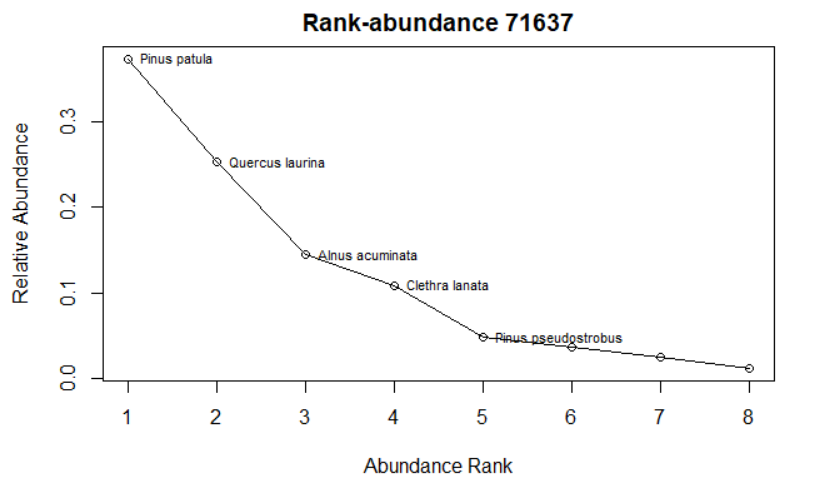 Rank-abundance 71637
Relative Abundance
0.3
0.2
0.1
0.0
Pinus patula
Quercus laurina
Alnus acuminata
Clethra lanata
Pinus pseudostrobus
1 2 3 4 5 6 7 8
Abundance Rank